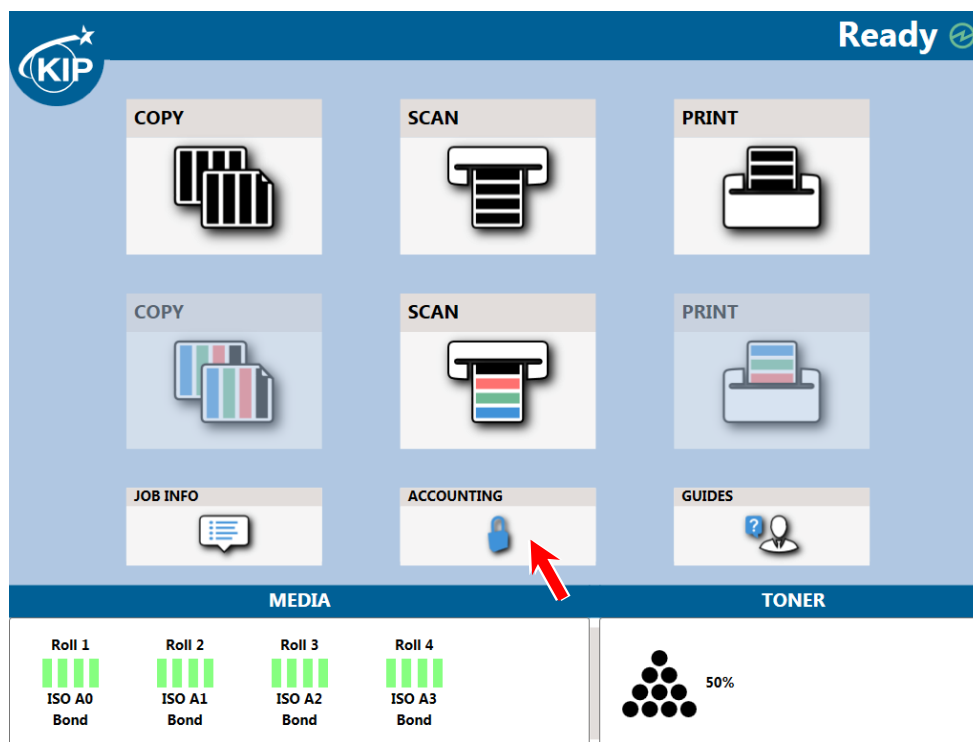 KIP
Ready
COPY
SCAN
PRINT
COPY
SCAN
PRINT
JOB INFO
ACCOUNTING
GUIDES
?
MEDIA
TONER
Roll 1
Roll 2
Roll 3
Roll 4
ISO A0
ISO A1
ISO A2
ISO A3
Bond
Bond
Bond
Bond
50%